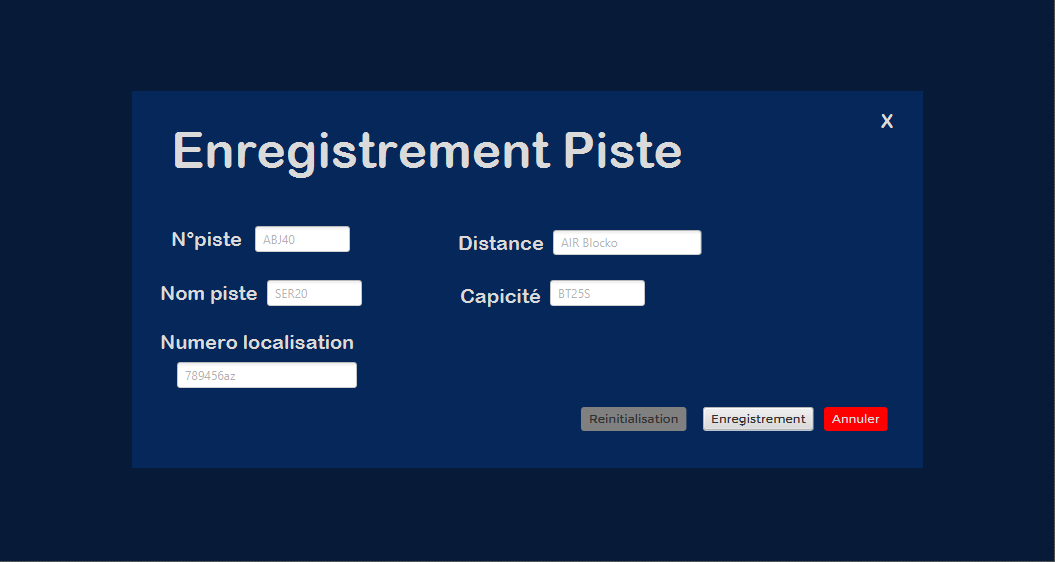 X
Enregistrement Piste
N°piste ABJ40
Distance AIR Blocko
Nom piste SER20
Capicité BT25S
Numero localisation
789456az
Reinitialisation Enregistrement Annuler